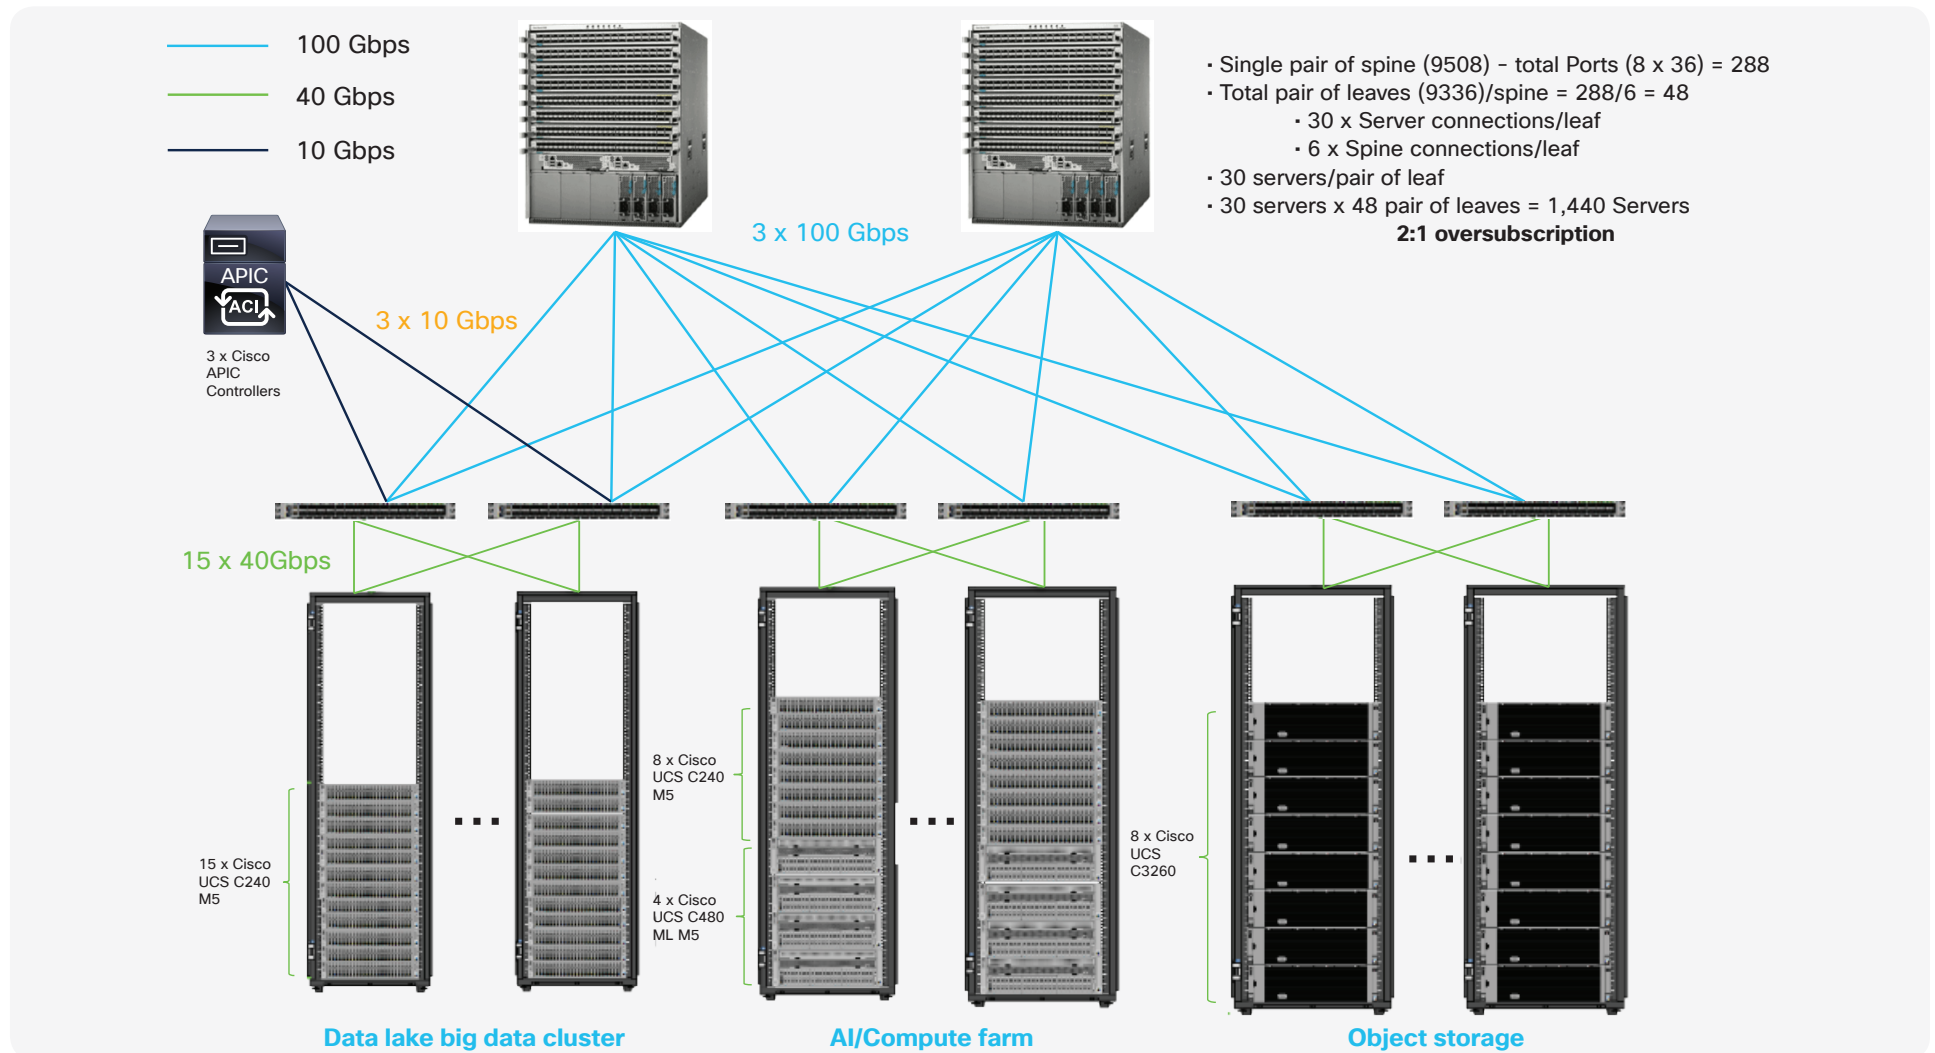 100 Gbps
40 Gbps
10 Gbps
· Single pair of spine (9508) – total Ports (8 x 36) = 288
· Total pair of leaves (9336)/spine = 288/6 = 48
· 30 x Server connections/leaf
· 6 x Spine connections/leaf
· 30 servers/pair of leaf
· 30 servers x 48 pair of leaves = 1,440 Servers
2:1 oversubscription
3 x 100 Gbps
APIC
ACI
3 x 10 Gbps
3 x Cisco
APIC
Controllers
15 x 40Gbps
15 x Cisco
UCS C240
M5
8 x Cisco
UCS C240
M5
4 x Cisco
UCS C480
ML M5
8 x Cisco
UCS
C3260
Data lake big data cluster
AI/Compute farm
Object storage